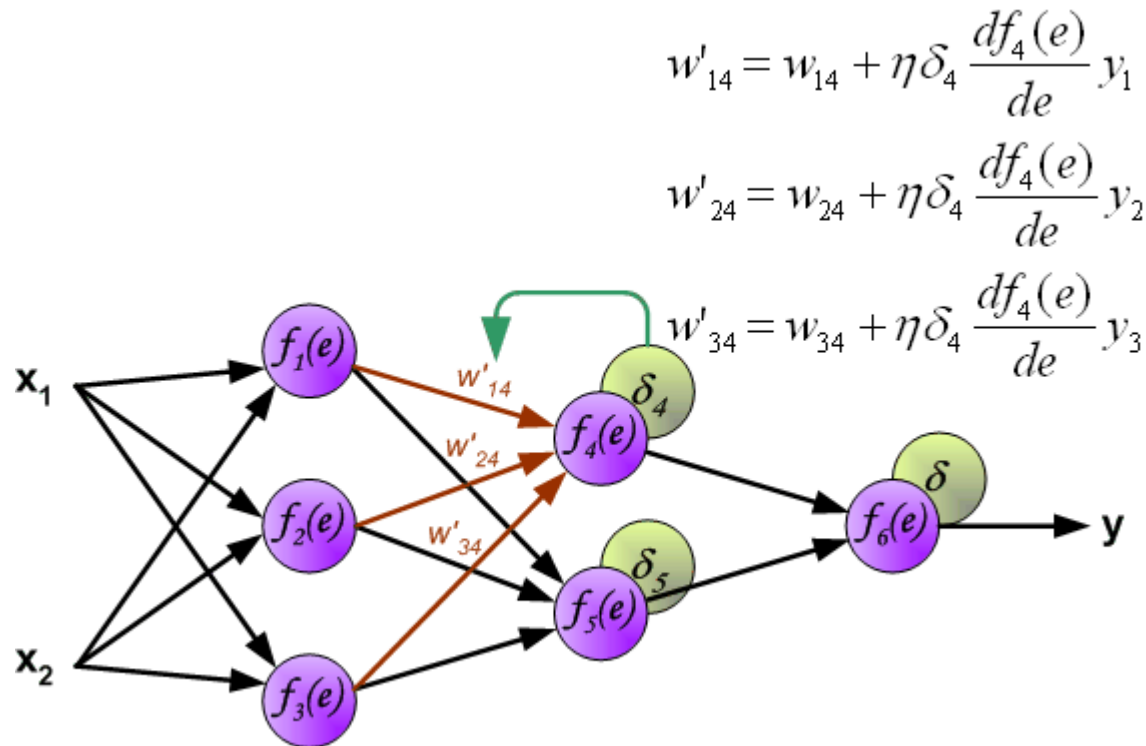 w'₁₄ = w₁₄ + ηδ₄ df₄(e)/de y₁
w'₂₄ = w₂₄ + ηδ₄ df₄(e)/de y₂
w'₃₄ = w₃₄ + ηδ₄ df₄(e)/de y₃
x₁
x₂
f₁(e)
f₂(e)
f₃(e)
w'₁₄
w'₂₄
w'₃₄
δ₄
f₄(e)
δ₅
f₅(e)
δ
f₆(e)
y